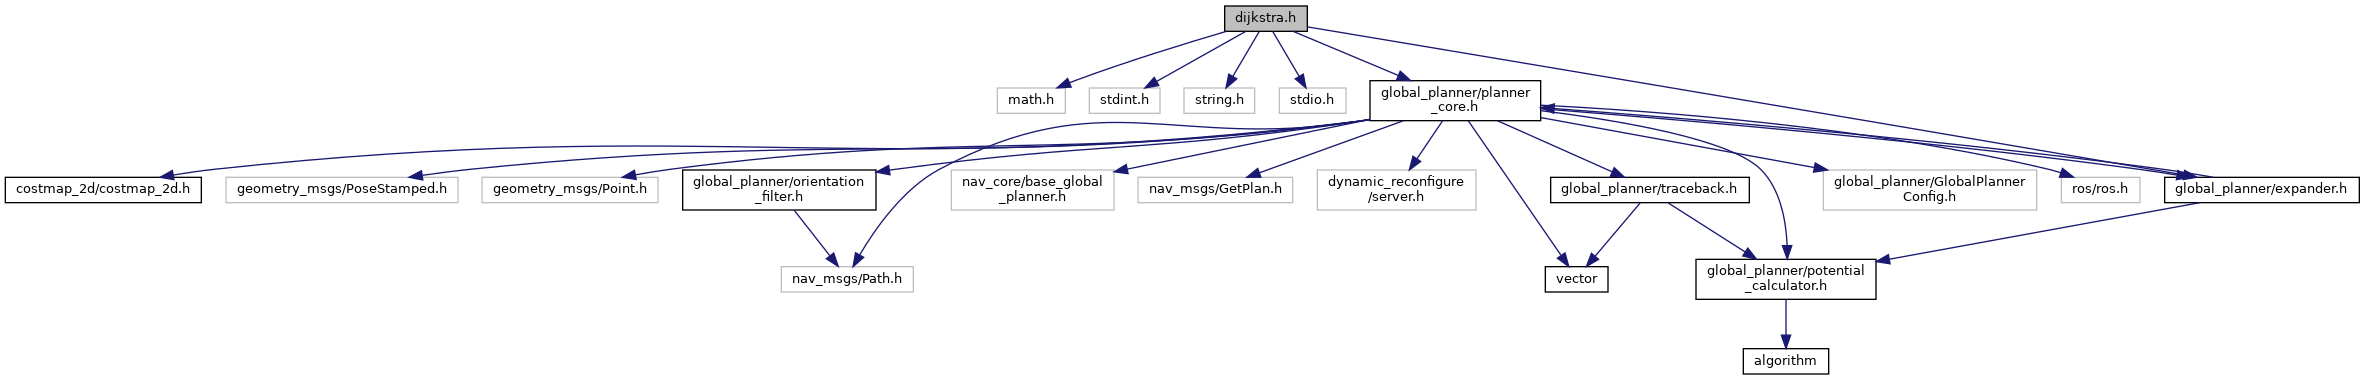 dijkstra.h
math.h
stdint.h
string.h
stdio.h
global_planner/planner
_core.h
costmap_2d/costmap_2d.h
geometry_msgs/PoseStamped.h
geometry_msgs/Point.h
global_planner/orientation
_filter.h
nav_core/base_global
_planner.h
nav_msgs/GetPlan.h
dynamic_reconfigure
/server.h
global_planner/traceback.h
global_planner/GlobalPlanner
Config.h
ros/ros.h
global_planner/expander.h
nav_msgs/Path.h
vector
global_planner/potential
_calculator.h
algorithm